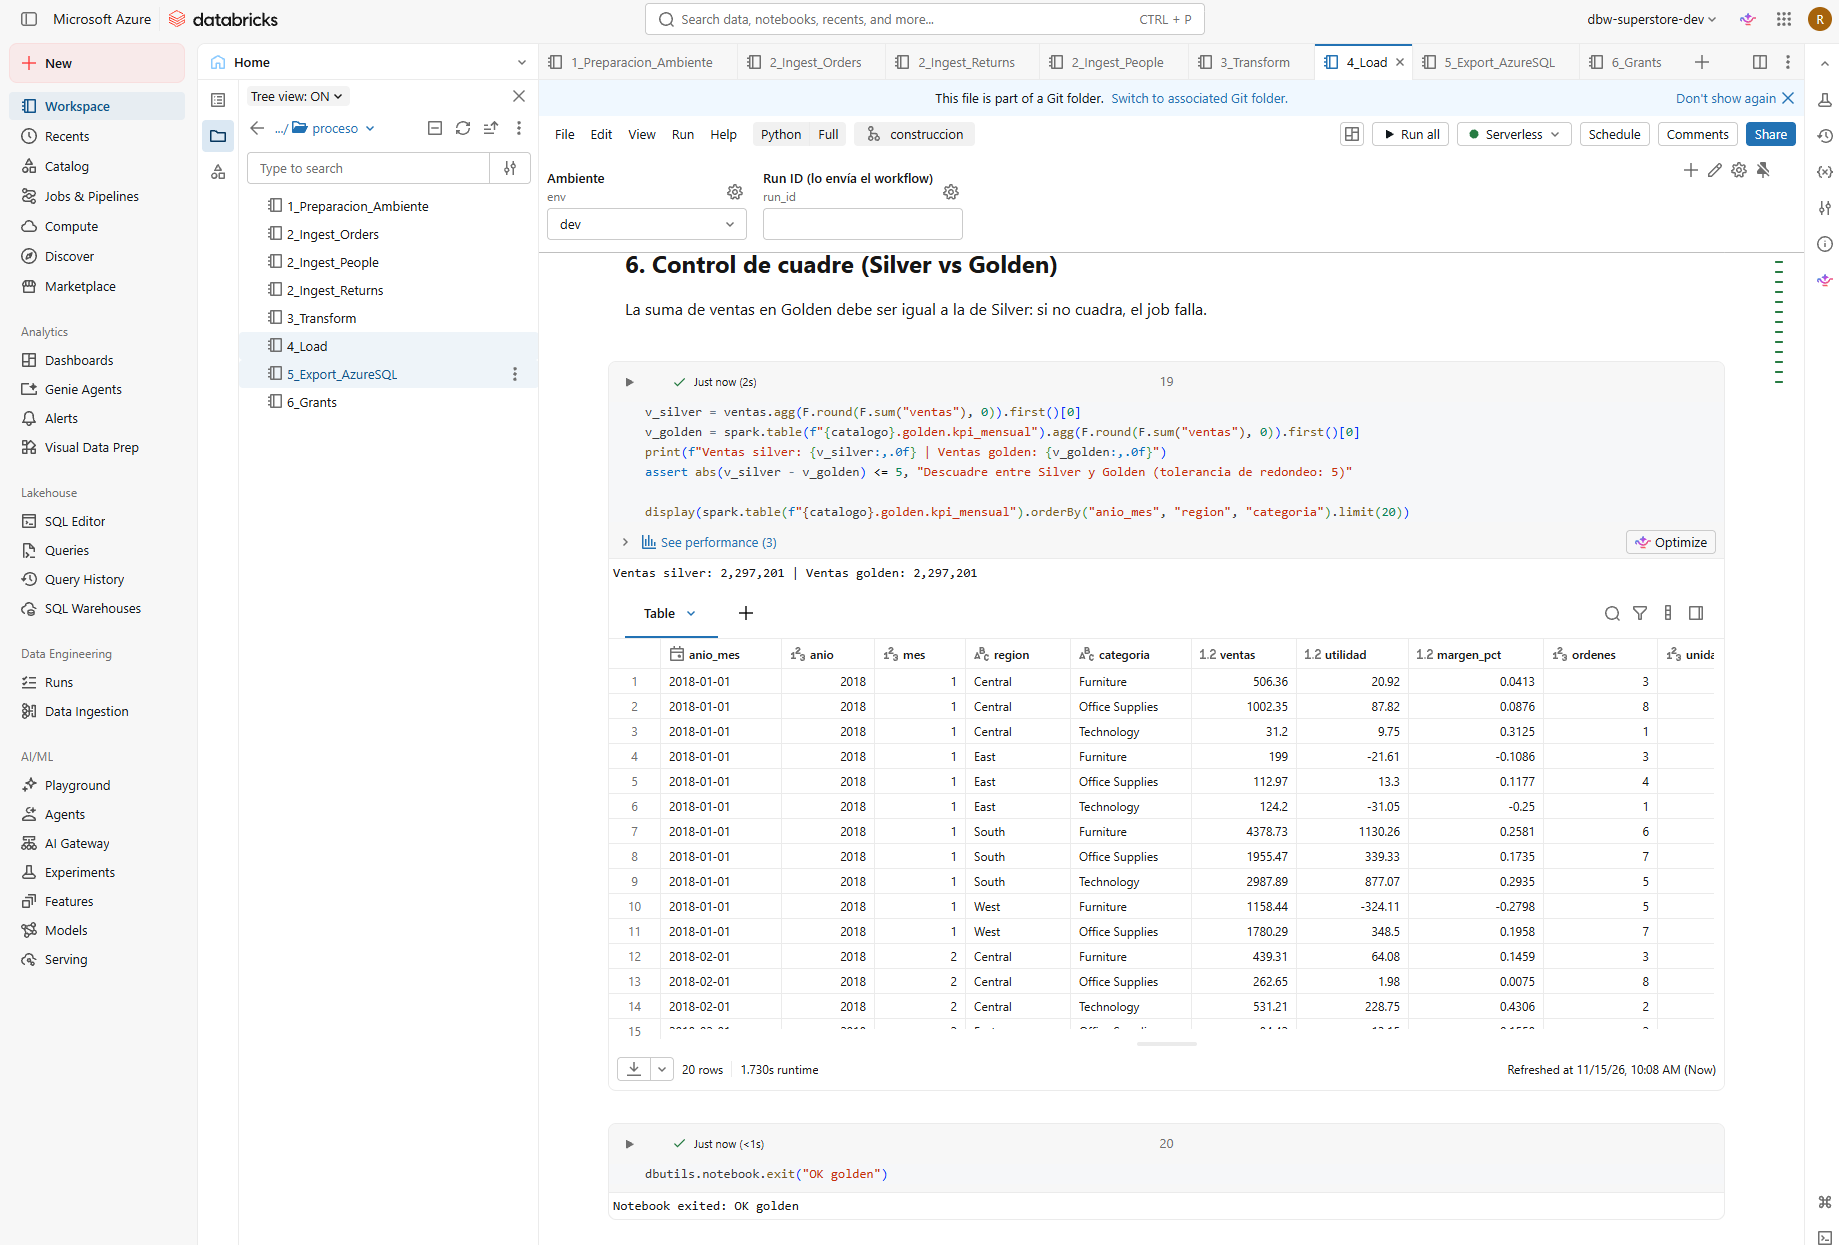 Microsoft Azure
databricks
Search data, notebooks, recents, and more...
CTRL + P
dbw-superstore-dev
R
New
Workspace
Recents
Catalog
Jobs & Pipelines
Compute
Discover
Marketplace
Analytics
Dashboards
Genie Agents
Alerts
Visual Data Prep
Lakehouse
SQL Editor
Queries
Query History
SQL Warehouses
Data Engineering
Runs
Data Ingestion
AI/ML
Playground
Agents
AI Gateway
Experiments
Features
Models
Serving
Home
Tree view: ON
.../ proceso
Type to search
1_Preparacion_Ambiente
2_Ingest_Orders
2_Ingest_People
2_Ingest_Returns
3_Transform
4_Load
5_Export_AzureSQL
6_Grants
1_Preparacion_Ambiente
2_Ingest_Orders
2_Ingest_Returns
2_Ingest_People
3_Transform
4_Load
5_Export_AzureSQL
6_Grants
This file is part of a Git folder. Switch to associated Git folder.
Don't show again
File Edit View Run Help Python Full construccion
Run all Serverless Schedule Comments Share
Ambiente
env
dev
Run ID (lo envía el workflow)
run_id
6. Control de cuadre (Silver vs Golden)
La suma de ventas en Golden debe ser igual a la de Silver: si no cuadra, el job falla.
Just now (2s)
19
v_silver = ventas.agg(F.round(F.sum("ventas"), 0)).first()[0]
v_golden = spark.table(f"{catalogo}.golden.kpi_mensual").agg(F.round(F.sum("ventas"), 0)).first()[0]
print(f"Ventas silver: {v_silver:,.0f} | Ventas golden: {v_golden:,.0f}")
assert abs(v_silver - v_golden) <= 5, "Descuadre entre Silver y Golden (tolerancia de redondeo: 5)"
display(spark.table(f"{catalogo}.golden.kpi_mensual").orderBy("anio_mes", "region", "categoria").limit(20))
See performance (3)
Optimize
Ventas silver: 2,297,201 | Ventas golden: 2,297,201
Table
anio_mes anio mes region categoria 1.2 ventas 1.2 utilidad 1.2 margen_pct ordenes unida
1 2018-01-01 2018 1 Central Furniture 506.36 20.92 0.0413 3
2 2018-01-01 2018 1 Central Office Supplies 1002.35 87.82 0.0876 8
3 2018-01-01 2018 1 Central Technology 31.2 9.75 0.3125 1
4 2018-01-01 2018 1 East Furniture 199 -21.61 -0.1086 3
5 2018-01-01 2018 1 East Office Supplies 112.97 13.3 0.1177 4
6 2018-01-01 2018 1 East Technology 124.2 -31.05 -0.25 1
7 2018-01-01 2018 1 South Furniture 4378.73 1130.26 0.2581 6
8 2018-01-01 2018 1 South Office Supplies 1955.47 339.33 0.1735 7
9 2018-01-01 2018 1 South Technology 2987.89 877.07 0.2935 5
10 2018-01-01 2018 1 West Furniture 1158.44 -324.11 -0.2798 5
11 2018-01-01 2018 1 West Office Supplies 1780.29 348.5 0.1958 7
12 2018-02-01 2018 2 Central Furniture 439.31 64.08 0.1459 3
13 2018-02-01 2018 2 Central Office Supplies 262.65 1.98 0.0075 8
14 2018-02-01 2018 2 Central Technology 531.21 228.75 0.4306 2
15
20 rows
1.730s runtime
Refreshed at 11/15/26, 10:08 AM (Now)
Just now (<1s)
20
dbutils.notebook.exit("OK golden")
Notebook exited: OK golden